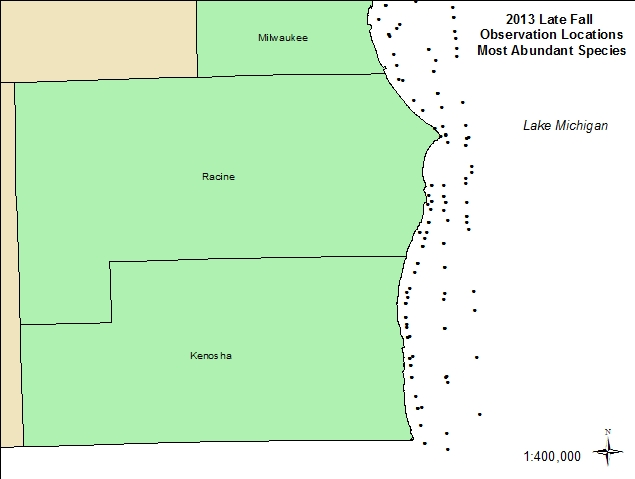 2013 Late Fall
Observation Locations
Most Abundant Species
Milwaukee
Lake Michigan
Racine
Kenosha
N
1:400,000